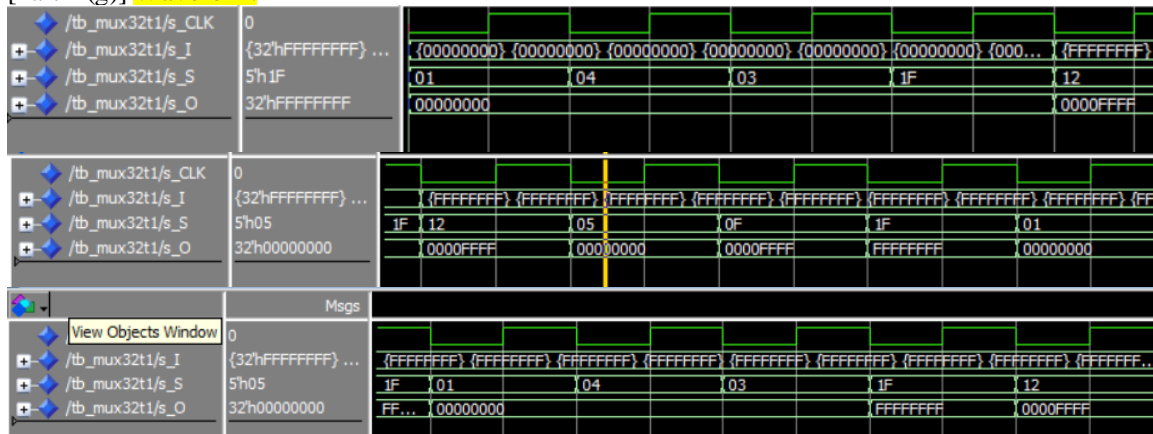 /tb_mux32t1/s_CLK 0
/tb_mux32t1/s_I {32'hFFFFFFFF} ... {00000000} {00000000} {00000000} {00000000} {00000000} {00000000} {000... {FFFFFFFF}
/tb_mux32t1/s_S 5'h1F 01 04 03 1F 12
/tb_mux32t1/s_O 32'hFFFFFFFF 00000000 0000FFFF
/tb_mux32t1/s_CLK 0
/tb_mux32t1/s_I {32'hFFFFFFFF} ... {FFFFFFFF} {FFFFFFFF} {FFFFFFFF} {FFFFFFFF} {FFFFFFFF} {FFFFFFFF} {FFFFFFFF} {FFFFFFFF} {FF
/tb_mux32t1/s_S 5'h05 1F 12 05 0F 1F 01
/tb_mux32t1/s_O 32'h00000000 0000FFFF 00000000 0000FFFF FFFFFFFF 00000000
Msgs
View Objects Window 0
/tb_mux32t1/s_I {32'hFFFFFFFF} ... {FFFFFFFF} {FFFFFFFF} {FFFFFFFF} {FFFFFFFF} {FFFFFFFF} {FFFFFFFF} {FFFFFFFF} {FFFFFFFF} {FFFFFFF...
/tb_mux32t1/s_S 5'h05 1F 01 04 03 1F 12
/tb_mux32t1/s_O 32'h00000000 FF... 00000000 FFFFFFFF 0000FFFF